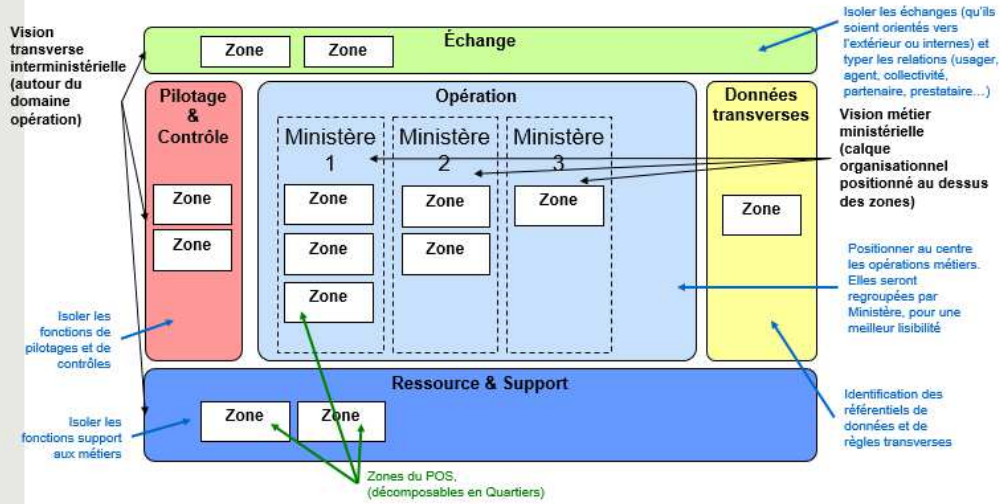 Vision
transverse
interministérielle
(autour du
domaine
opération)
Échange
Zone
Zone
Isoler les échanges (qu'ils
soient orientés vers
l'extérieur ou internes) et
typer les relations (usager,
agent, collectivité,
partenaire, prestataire…)
Pilotage
&
Contrôle
Zone
Zone
Opération
Ministère
1
Zone
Zone
Zone
Ministère
2
Zone
Zone
Ministère
3
Zone
Données
transverses
Zone
Vision métier
ministérielle
(calque
organisationnel
positionné au dessus
des zones)
Positionner au centre
les opérations métiers.
Elles seront
regroupées par
Ministère, pour une
meilleur lisibilité
Isoler les
fonctions de
pilotages et de
contrôles
Ressource & Support
Zone
Zone
Isoler les
fonctions support
aux métiers
Identification des
référentiels de
données et de
règles transverses
Zones du POS,
(décomposables en Quartiers)